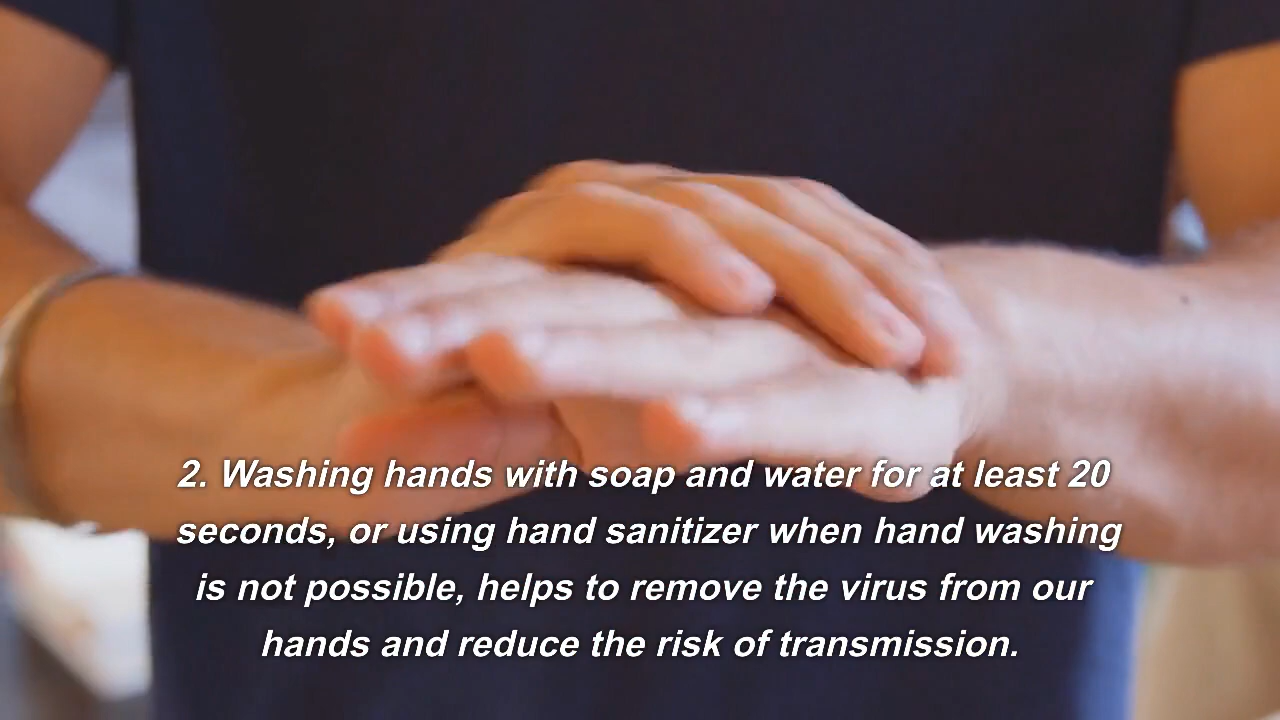 2. Washing hands with soap and water for at least 20
seconds, or using hand sanitizer when hand washing
is not possible, helps to remove the virus from our
hands and reduce the risk of transmission.